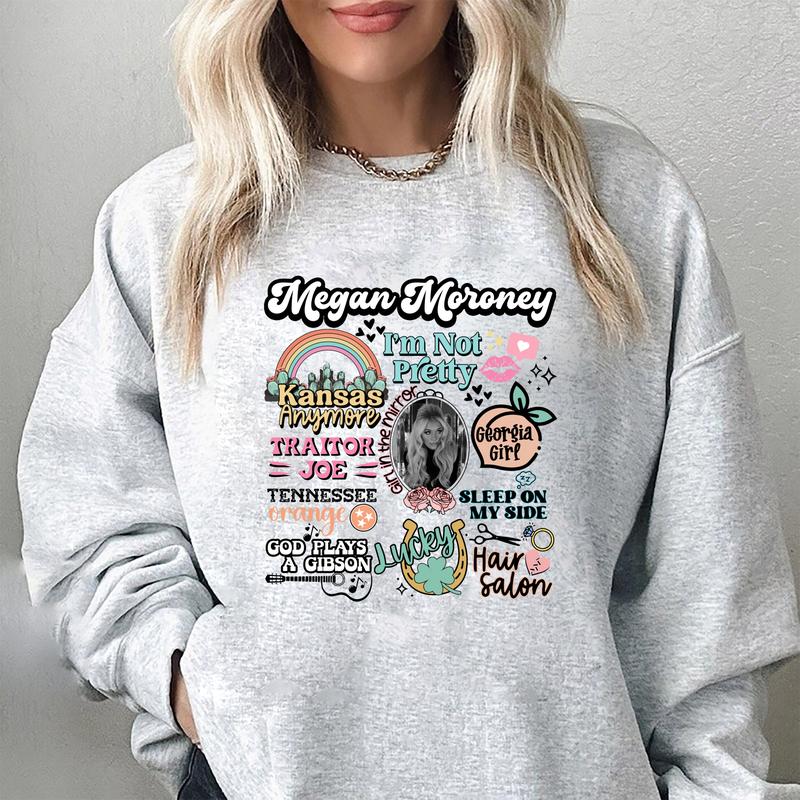 Megan Moroney
I'm Not
Pretty
Kansas
Anymore
Girl in the mirror
Georgia
Girl
TRAITOR
JOE
TENNESSEE
orange
SLEEP ON
MY SIDE
GOD PLAYS
A GIBSON
Lucky
Hair
Salon